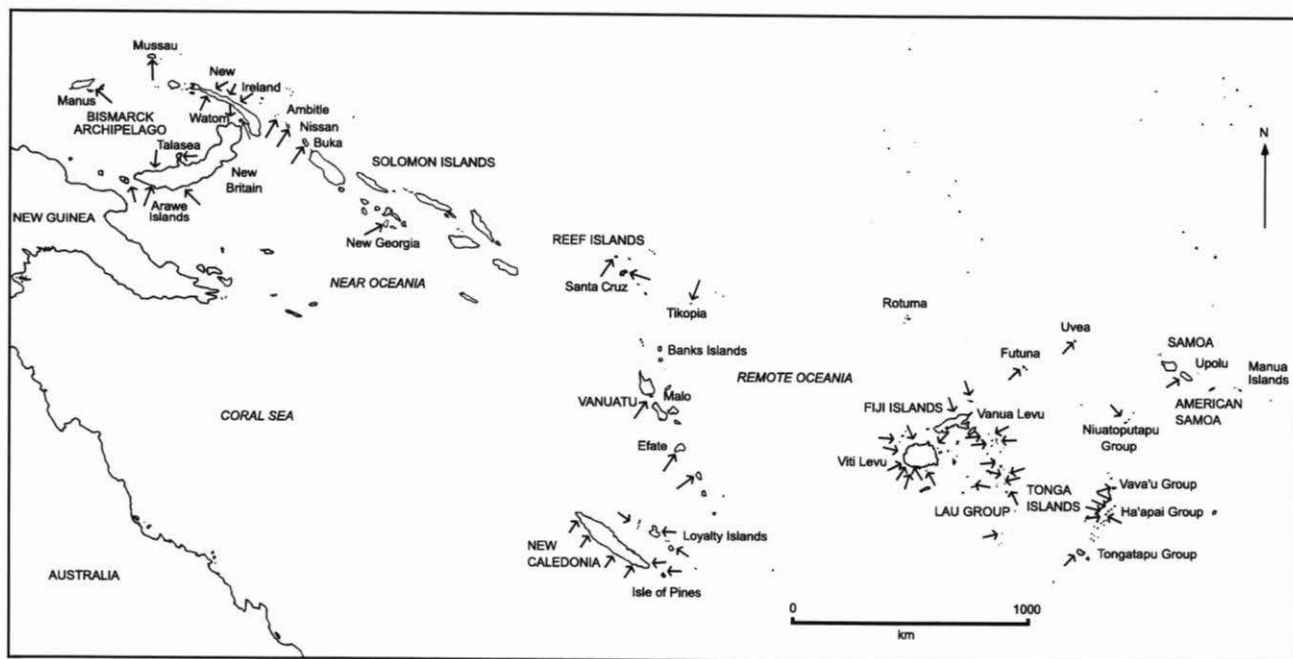 Mussau
New
Ireland
Manus
Watom
Ambitle
BISMARCK
ARCHIPELAGO
Nissan
Buka
Talasea
New
Britain
SOLOMON ISLANDS
Arawe
Islands
NEW GUINEA
New Georgia
NEAR OCEANIA
REEF ISLANDS
Santa Cruz
Tikopia
N
Rotuma
Uvea
Banks Islands
Futuna
SAMOA
Upolu
Manua
Islands
REMOTE OCEANIA
CORAL SEA
VANUATU
Malo
FIJI ISLANDS
Vanua Levu
AMERICAN
SAMOA
Niuatoputapu
Group
Efate
Viti Levu
LAU GROUP
TONGA
ISLANDS
Vava'u Group
Ha'apai Group
NEW
CALEDONIA
Loyalty Islands
Tongatapu Group
AUSTRALIA
Isle of Pines
0
1000
km